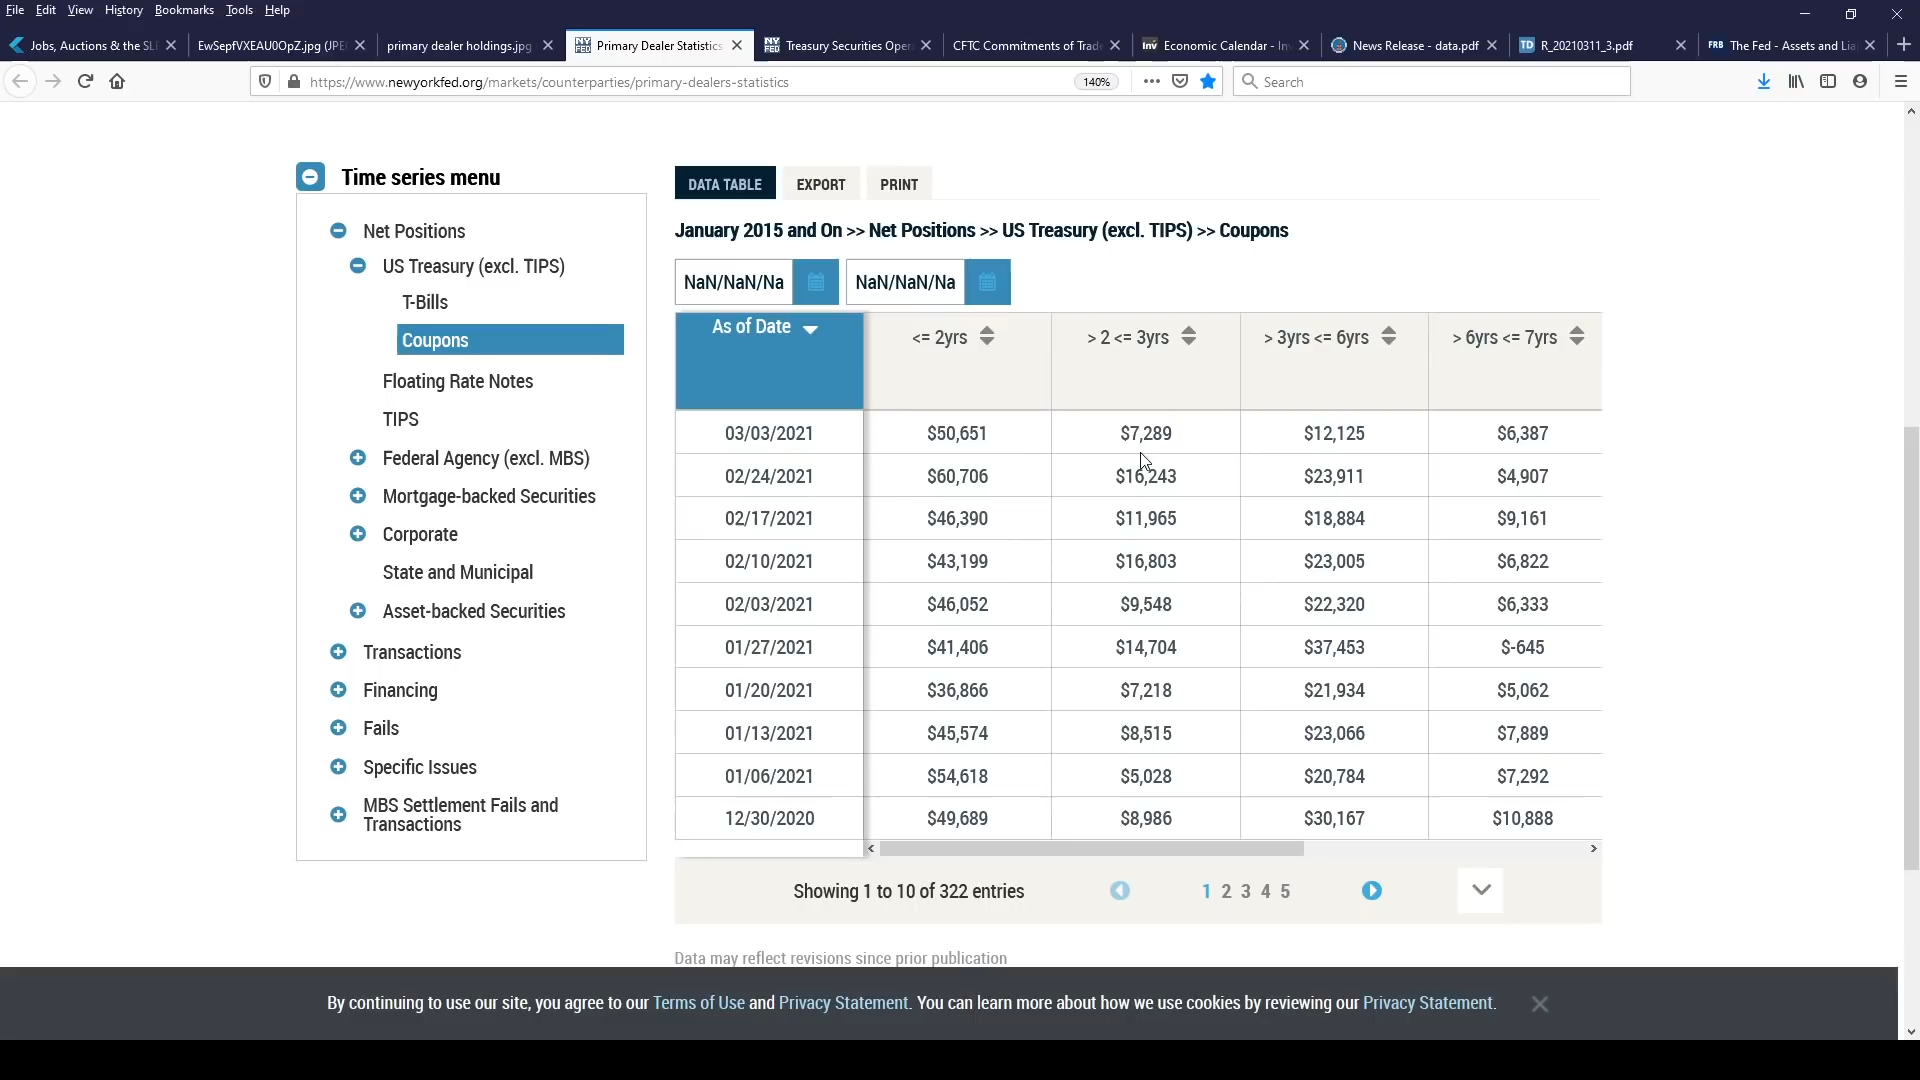 File Edit View History Bookmarks Tools Help
Jobs, Auctions & the SL
EwSepfVXEAU0OpZ.jpg (JPE
primary dealer holdings.jpg
Primary Dealer Statistics
Treasury Securities Oper
CFTC Commitments of Trad
Inv Economic Calendar - In
News Release - data.pdf
TD R_20210311_3.pdf
FRB The Fed - Assets and Lia
https://www.newyorkfed.org/markets/counterparties/primary-dealers-statistics 140% Search
Time series menu
Net Positions
US Treasury (excl. TIPS)
T-Bills
Coupons
Floating Rate Notes
TIPS
Federal Agency (excl. MBS)
Mortgage-backed Securities
Corporate
State and Municipal
Asset-backed Securities
Transactions
Financing
Fails
Specific Issues
MBS Settlement Fails and
Transactions
DATA TABLE EXPORT PRINT
January 2015 and On >> Net Positions >> US Treasury (excl. TIPS) >> Coupons
NaN/NaN/Na NaN/NaN/Na
As of Date <= 2yrs > 2 <= 3yrs > 3yrs <= 6yrs > 6yrs <= 7yrs
03/03/2021 $50,651 $7,289 $12,125 $6,387
02/24/2021 $60,706 $16,243 $23,911 $4,907
02/17/2021 $46,390 $11,965 $18,884 $9,161
02/10/2021 $43,199 $16,803 $23,005 $6,822
02/03/2021 $46,052 $9,548 $22,320 $6,333
01/27/2021 $41,406 $14,704 $37,453 $-645
01/20/2021 $36,866 $7,218 $21,934 $5,062
01/13/2021 $45,574 $8,515 $23,066 $7,889
01/06/2021 $54,618 $5,028 $20,784 $7,292
12/30/2020 $49,689 $8,986 $30,167 $10,888
Showing 1 to 10 of 322 entries 1 2 3 4 5
Data may reflect revisions since prior publication
By continuing to use our site, you agree to our Terms of Use and Privacy Statement. You can learn more about how we use cookies by reviewing our Privacy Statement.